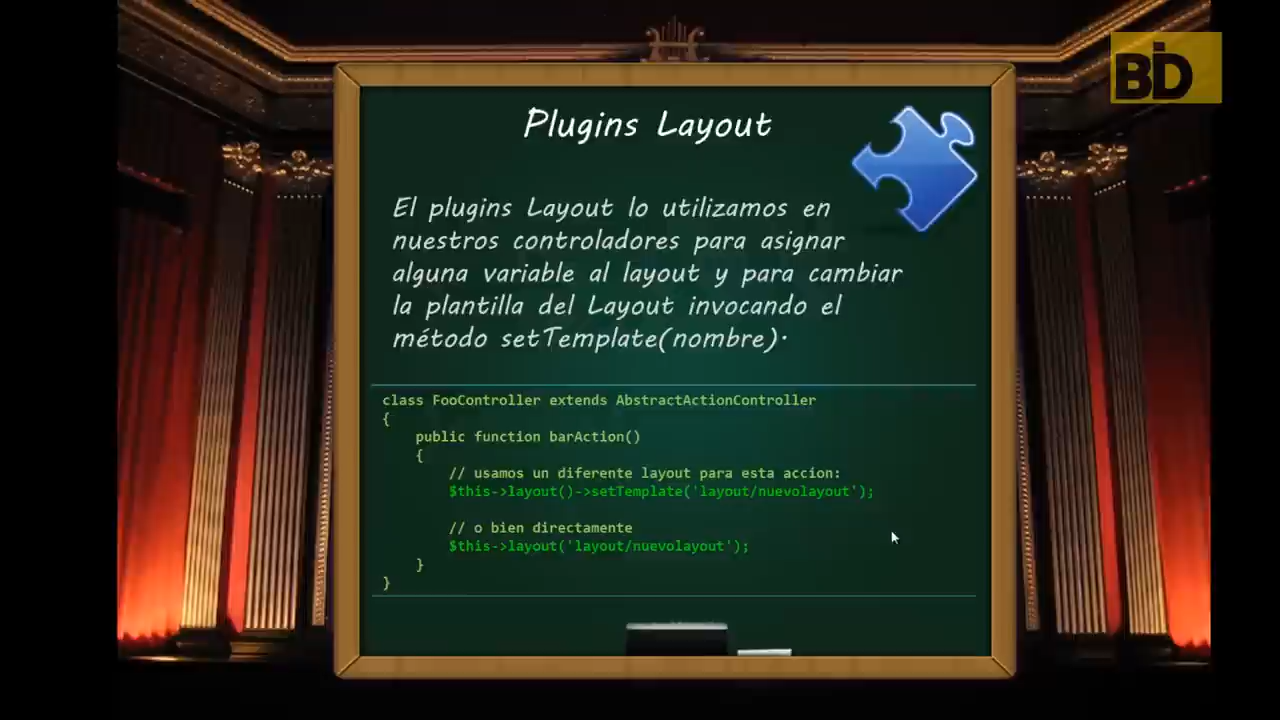 BID
Plugins Layout
El plugins Layout lo utilizamos en
nuestros controladores para asignar
alguna variable al layout y para cambiar
la plantilla del Layout invocando el
método setTemplate(nombre).
class FooController extends AbstractActionController
{
    public function barAction()
    {
        // usamos un diferente layout para esta accion:
        $this->layout()->setTemplate('layout/nuevolayout');

        // o bien directamente
        $this->layout('layout/nuevolayout');
    }
}